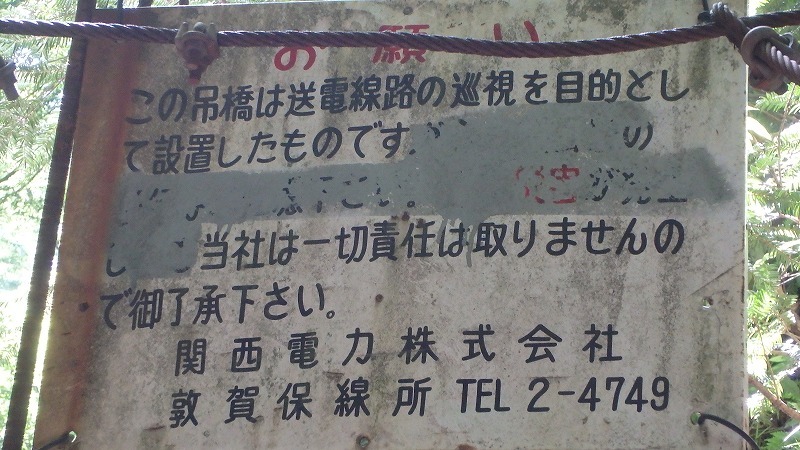 お願い
この吊橋は送電線路の巡視を目的とし
て設置したものです
下さい。
当社は一切責任は取りませんの
で御了承下さい。
関西電力株式会社
敦賀保線所 TEL 2-4749